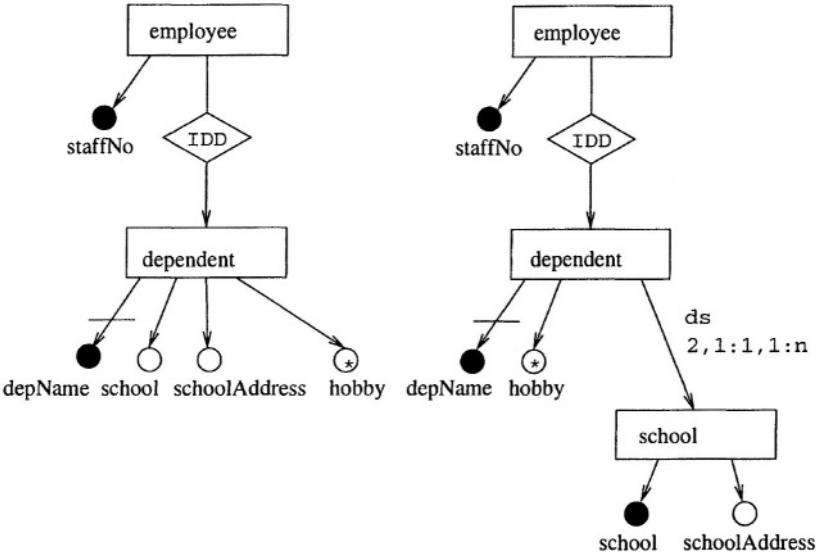 employee
staffNo
IDD
dependent
depName school schoolAddress hobby
*
employee
staffNo
IDD
dependent
ds
2,1:1,1:n
depName hobby
*
school
school schoolAddress